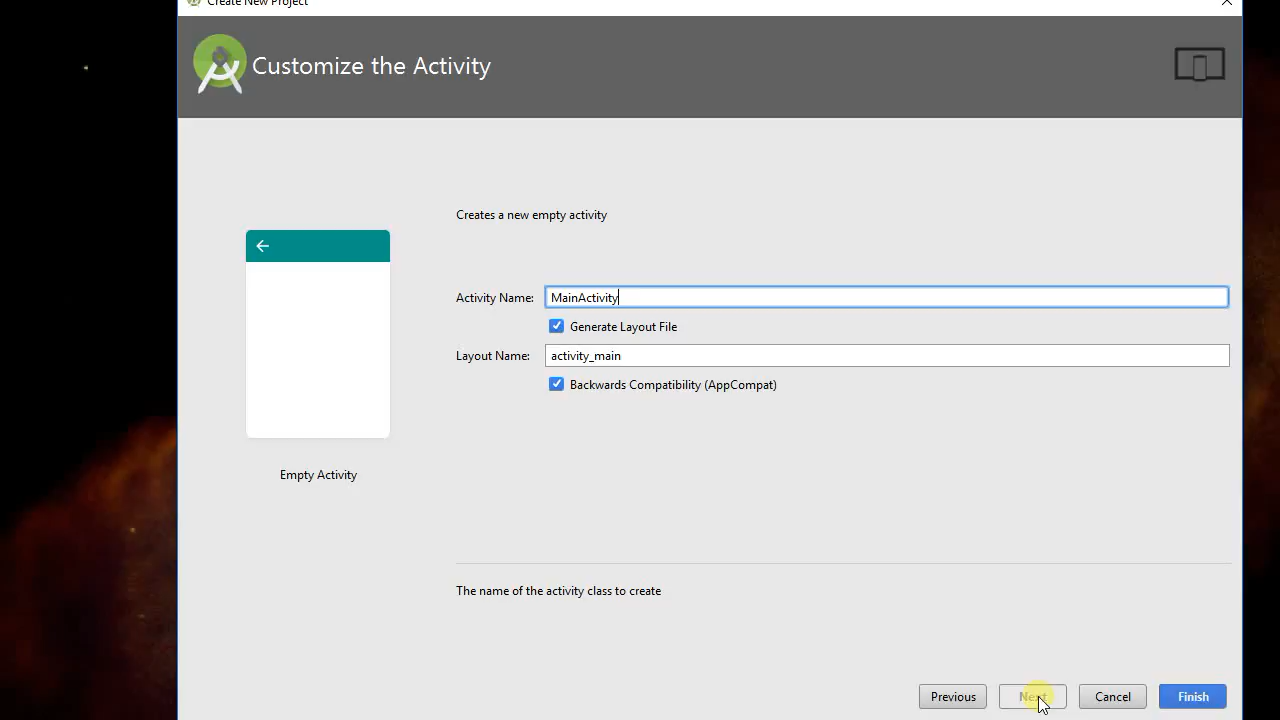 Create New Project
Customize the Activity
Creates a new empty activity
Activity Name: MainActivity
Generate Layout File
Layout Name: activity_main
Backwards Compatibility (AppCompat)
Empty Activity
The name of the activity class to create
Previous Next Cancel Finish